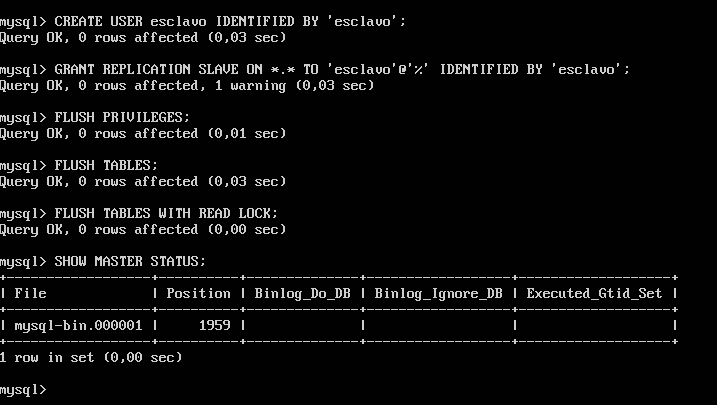 mysql> CREATE USER esclavo IDENTIFIED BY 'esclavo';
Query OK, 0 rows affected (0,03 sec)
mysql> GRANT REPLICATION SLAVE ON *.* TO 'esclavo'@'%' IDENTIFIED BY 'esclavo';
Query OK, 0 rows affected, 1 warning (0,03 sec)
mysql> FLUSH PRIVILEGES;
Query OK, 0 rows affected (0,01 sec)
mysql> FLUSH TABLES;
Query OK, 0 rows affected (0,03 sec)
mysql> FLUSH TABLES WITH READ LOCK;
Query OK, 0 rows affected (0,00 sec)
mysql> SHOW MASTER STATUS;
+------------------+----------+--------------+------------------+-------------------+
| File             | Position | Binlog_Do_DB | Binlog_Ignore_DB | Executed_Gtid_Set |
+------------------+----------+--------------+------------------+-------------------+
| mysql-bin.000001 |     1959 |              |                  |                   |
+------------------+----------+--------------+------------------+-------------------+
1 row in set (0,00 sec)
mysql>